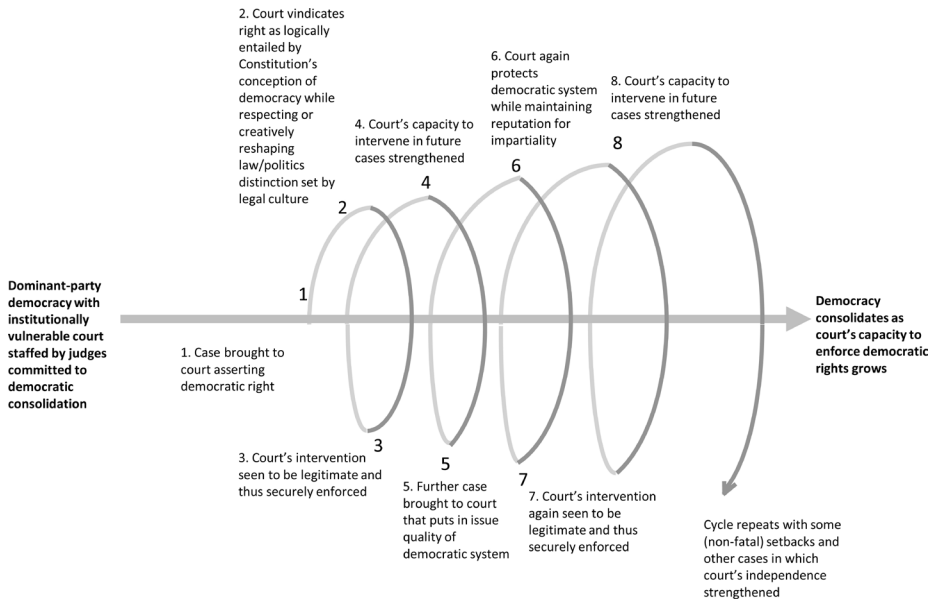 2. Court vindicates
right as logically
entailed by
Constitution’s
conception of
democracy while
respecting or
creatively
reshaping
law/politics
distinction set by
legal culture
4. Court’s capacity to
intervene in future
cases strengthened
6. Court again
protects
democratic system
while maintaining
reputation for
impartiality
8. Court’s capacity to
intervene in future
cases strengthened
2
4
6
8
Dominant-party
democracy with
institutionally
vulnerable court
staffed by judges
committed to
democratic
consolidation
1
1. Case brought to
court asserting
democratic right
Democracy
consolidates as
court’s capacity to
enforce democratic
rights grows
3
3. Court’s intervention
seen to be legitimate and
thus securely enforced
5
5. Further case
brought to court
that puts in issue
quality of
democratic system
7
7. Court’s intervention
again seen to be
legitimate and thus
securely enforced
Cycle repeats with some
(non-fatal) setbacks and
other cases in which
court’s independence
strengthened